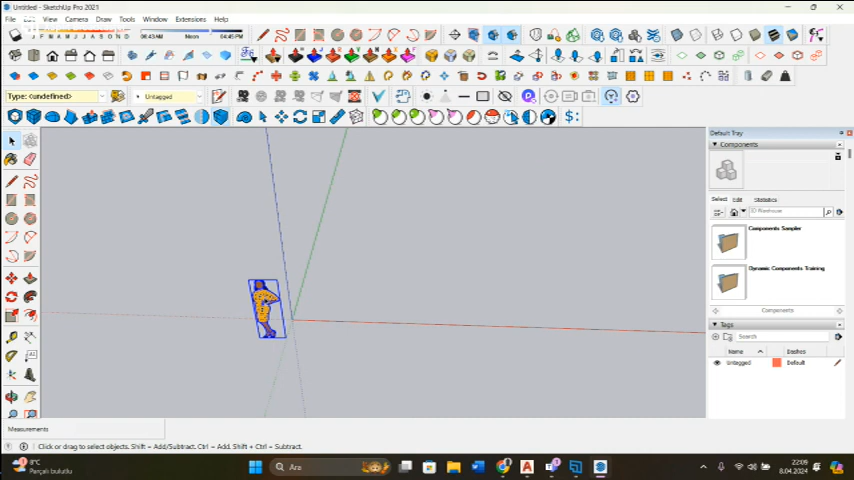 Untitled - SketchUp Pro 2021
File Edit View Camera Draw Tools Window Extensions Help
J F M A M J J A S O N D
06:43 AM Noon 04:45 PM
Type: <undefined>
Untagged
Default Tray
Components
Select Edit Statistics
3D Warehouse
Components Sampler
Dynamic Components Training
Components
Tags
Search
Name Dashes
Untagged Default
Measurements
Click or drag to select objects. Shift = Add/Subtract. Ctrl = Add. Shift + Ctrl = Subtract.
8°C
Parçalı bulutlu
Ara
22:09
8.04.2024